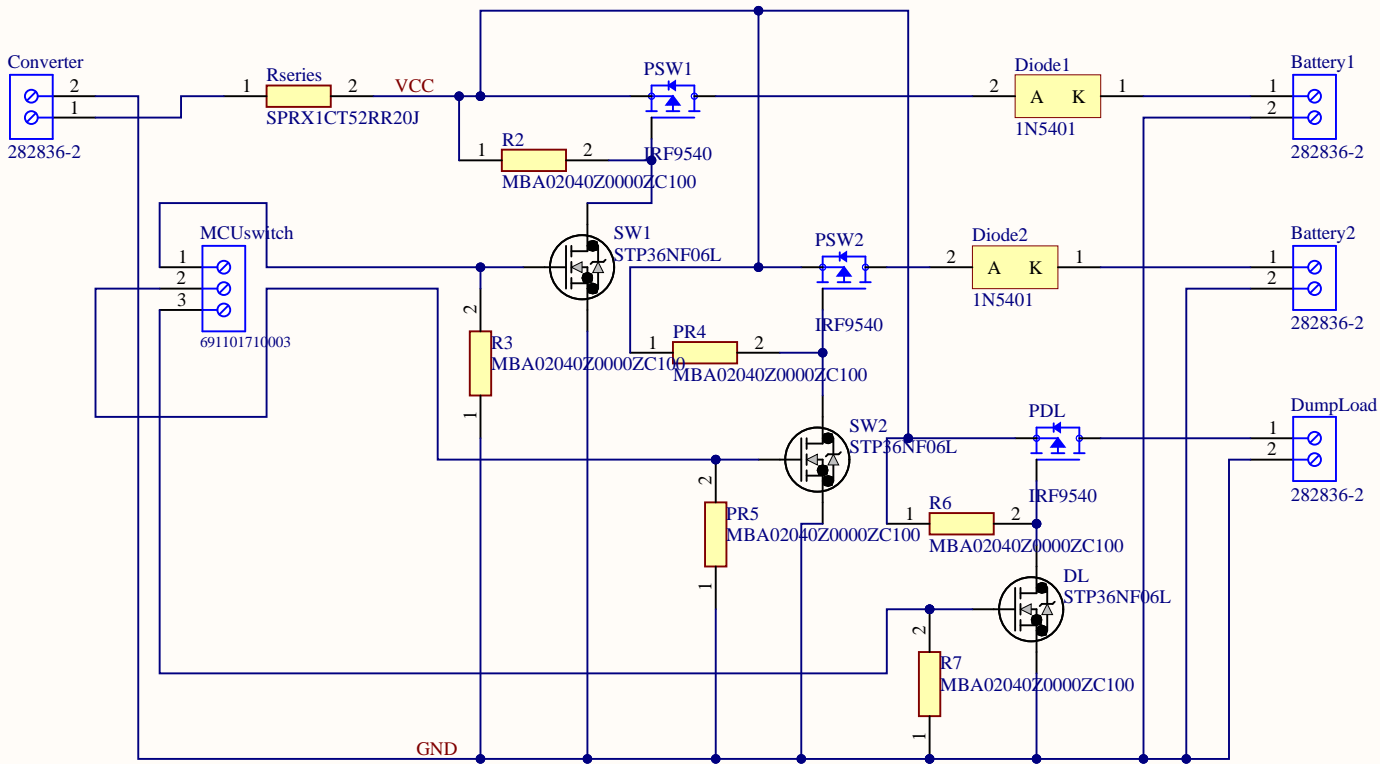 Converter
2
1
282836-2
Rseries
1
2
SPRX1CT52RR20J
VCC
PSW1
IRF9540
R2
1
2
MBA02040Z0000ZC100
Diode1
2
A
K
1
1N5401
Battery1
1
2
282836-2
MCUswitch
1
2
3
691101710003
SW1
STP36NF06L
2
R3
MBA02040Z0000ZC100
1
PSW2
IRF9540
PR4
1
2
MBA02040Z0000ZC100
Diode2
2
A
K
1
1N5401
Battery2
1
2
282836-2
SW2
STP36NF06L
2
PR5
MBA02040Z0000ZC100
1
PDL
IRF9540
R6
1
2
MBA02040Z0000ZC100
DumpLoad
1
2
282836-2
DL
STP36NF06L
2
R7
MBA02040Z0000ZC100
1
GND